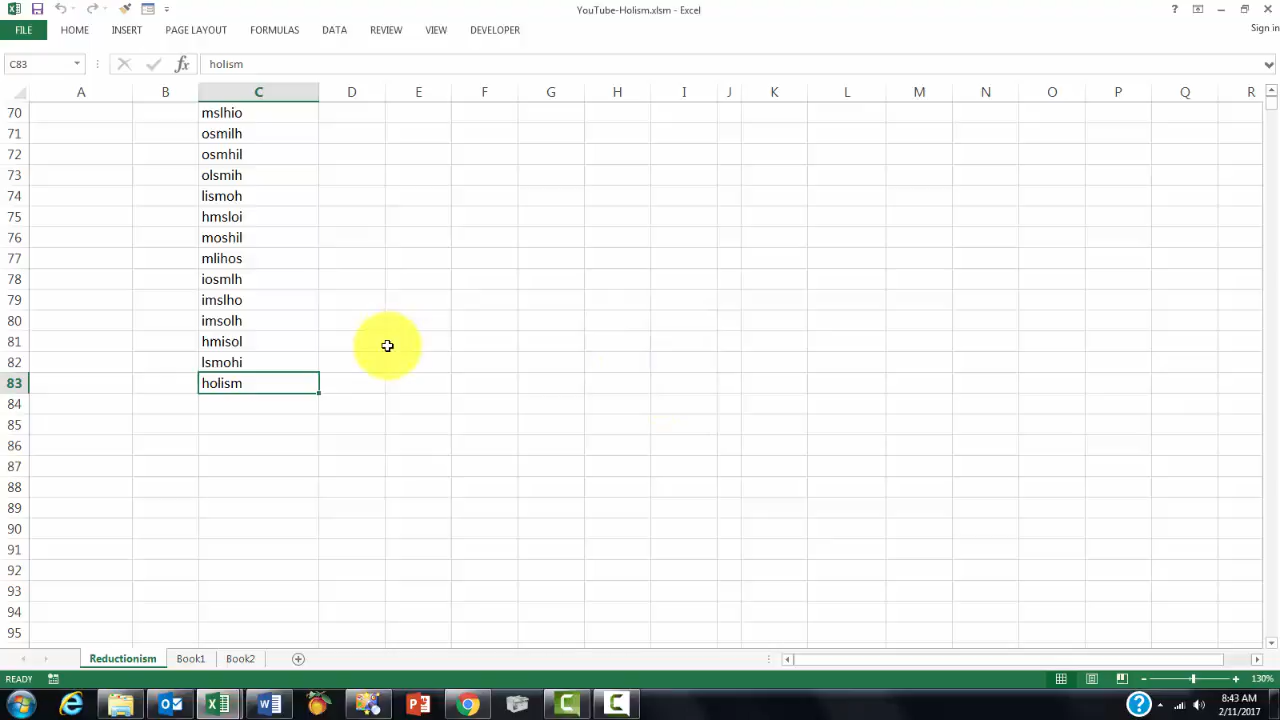 YouTube-Holism.xlsm - Excel
?
FILE HOME INSERT PAGE LAYOUT FORMULAS DATA REVIEW VIEW DEVELOPER Sign in
C83 fx holism
A B C D E F G H I J K L M N O P Q R
70 mslhio
71 osmilh
72 osmhil
73 olsmih
74 lismoh
75 hmsloi
76 moshil
77 mlihos
78 iosmlh
79 imslho
80 imsolh
81 hmisol
82 lsmohi
83 holism
84
85
86
87
88
89
90
91
92
93
94
95
Reductionism Book1 Book2
READY 130%
8:43 AM
2/11/2017